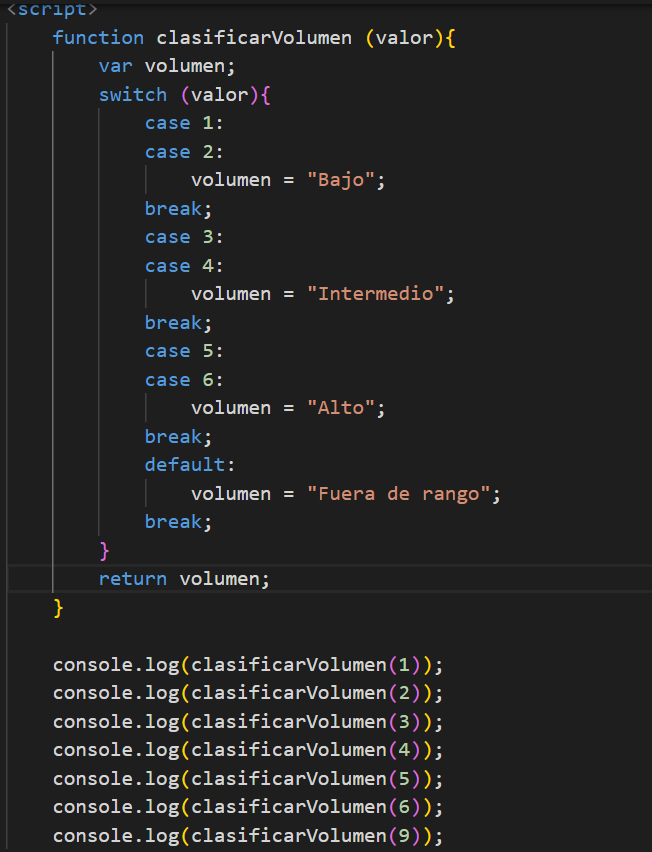 <script>
function clasificarVolumen (valor){
var volumen;
switch (valor){
case 1:
case 2:
volumen = "Bajo";
break;
case 3:
case 4:
volumen = "Intermedio";
break;
case 5:
case 6:
volumen = "Alto";
break;
default:
volumen = "Fuera de rango";
break;
}
return volumen;
}
console.log(clasificarVolumen(1));
console.log(clasificarVolumen(2));
console.log(clasificarVolumen(3));
console.log(clasificarVolumen(4));
console.log(clasificarVolumen(5));
console.log(clasificarVolumen(6));
console.log(clasificarVolumen(9));